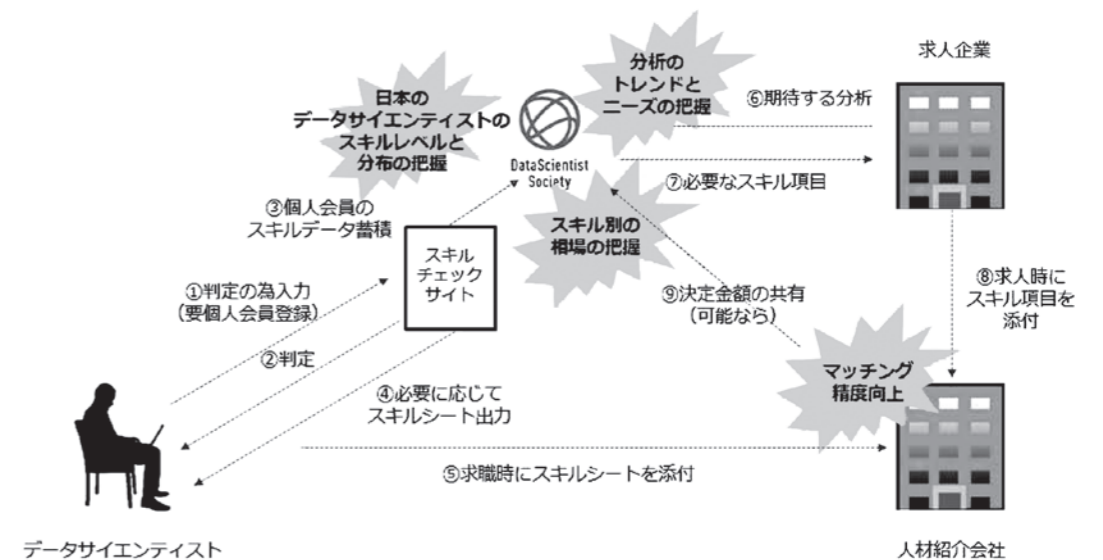 求人企業
分析の
トレンドと
ニーズの把握
⑥期待する分析
日本の
データサイエンティストの
スキルレベルと
分布の把握
DataScientist
Society
⑦必要なスキル項目
③個人会員の
スキルデータ蓄積
スキル
チェック
サイト
スキル別の
相場の把握
①判定の為入力
（要個人会員登録）
⑨決定金額の共有
（可能なら）
⑧求人時に
スキル項目を
添付
②判定
④必要に応じて
スキルシート出力
マッチング
精度向上
⑤求職時にスキルシートを添付
データサイエンティスト
人材紹介会社